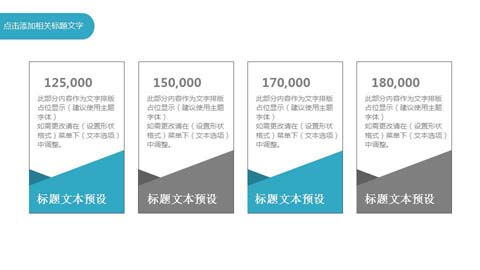 点击添加相关标题文字
125,000
此部分内容作为文字排版
占位显示（建议使用主题
字体）
如需更改请在（设置形状
格式）菜单下（文本选项）
中调整。
标题文本预设
150,000
此部分内容作为文字排版
占位显示（建议使用主题
字体）
如需更改请在（设置形状
格式）菜单下（文本选项）
中调整。
标题文本预设
170,000
此部分内容作为文字排版
占位显示（建议使用主题
字体）
如需更改请在（设置形状
格式）菜单下（文本选项）
中调整。
标题文本预设
180,000
此部分内容作为文字排版
占位显示（建议使用主题
字体）
如需更改请在（设置形状
格式）菜单下（文本选项）
中调整。
标题文本预设